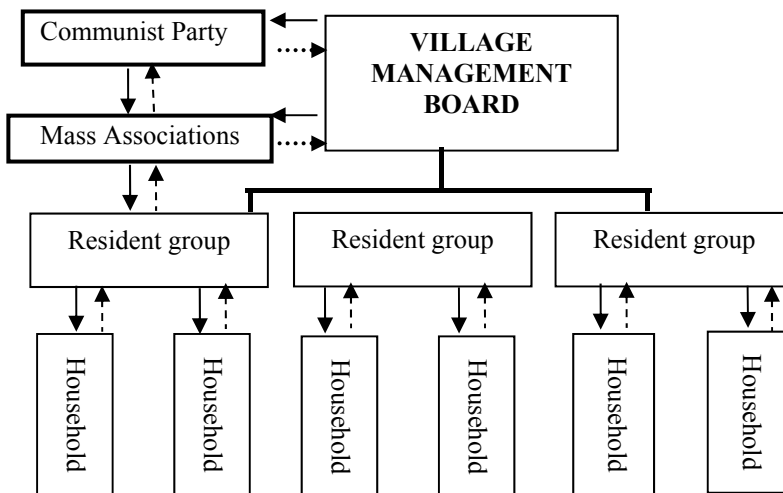 Communist Party
VILLAGE
MANAGEMENT
BOARD
Mass Associations
Resident group
Resident group
Resident group
Household
Household
Household
Household
Household
Household